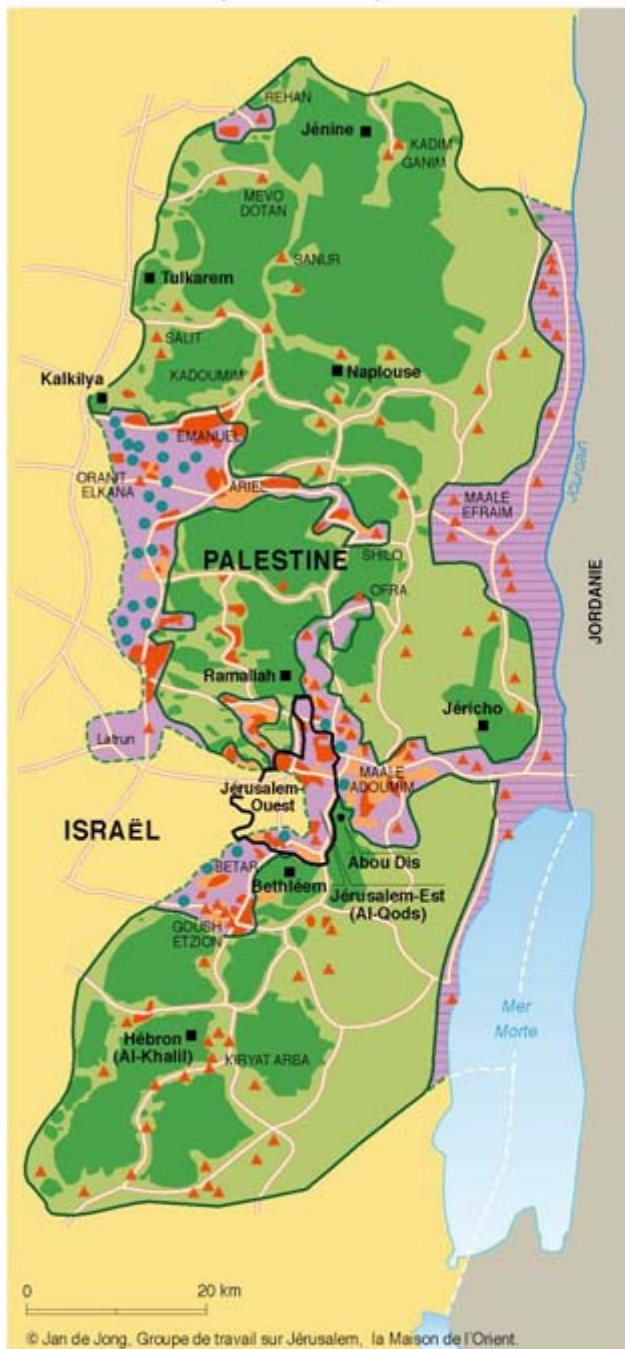 REHAN
Jénine
KADIM
GANIM
MEVO
DOTAN
SANUR
Tulkarem
SALIT
KADOUMIM
Naplouse
Kalkilya
EMANUEL
ORANIT
ELKANA
ARIEL
MAALE
EFRAIM
Jourdain
JORDANIE
PALESTINE
SHILO
OFRA
Ramallah
Jéricho
Latrun
Jérusalem-
Ouest
MAALE
ADOUMIM
ISRAËL
BETAR
Bethléem
Abou Dis
Jérusalem-Est
(Al-Qods)
GOUSH
ETZION
Mer
Morte
Hébron
(Al-Khalil)
KIRYAT ARBA
0 20 km
© Jan de Jong, Groupe de travail sur Jérusalem, la Maison de l'Orient.